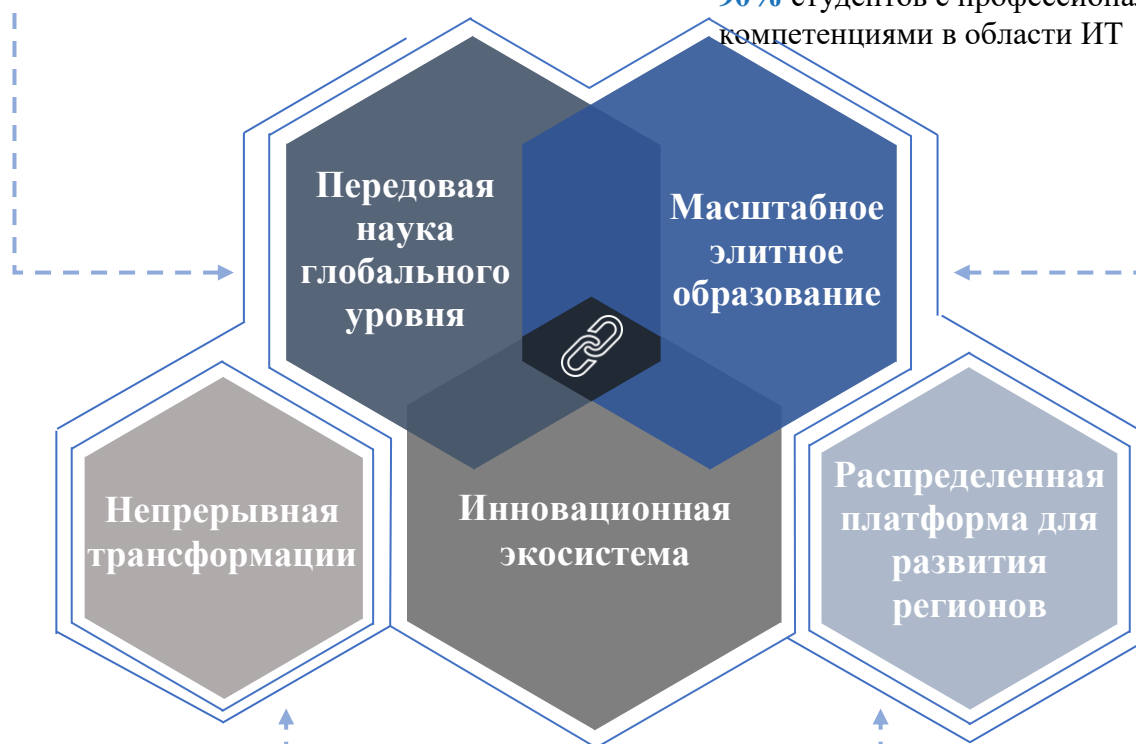 студентов с профессионал
компетенциями в области ИТ
Передовая
наука
глобального
уровня
Масштабное
элитное
образование
Непрерывная
трансформации
Инновационная
экосистема
Распределенная
платформа для
развития
регионов